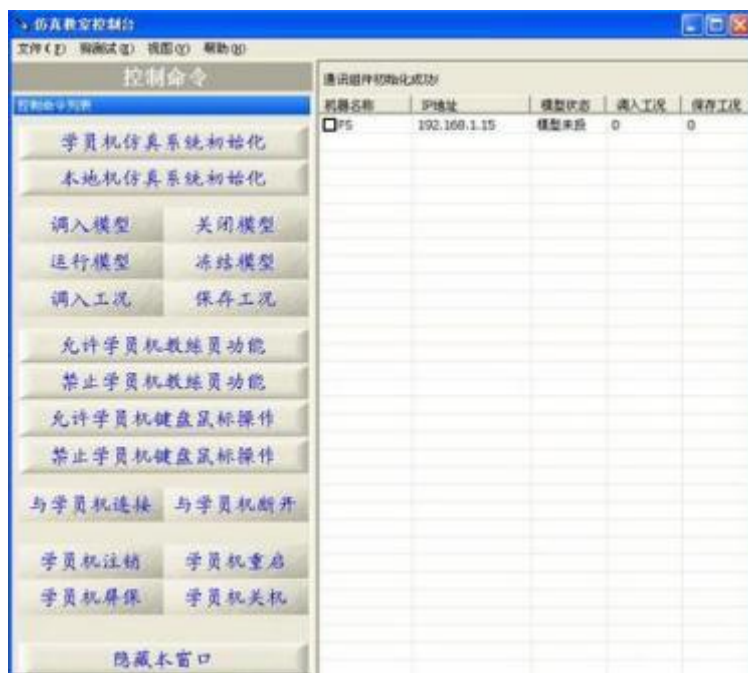 仿真教室控制台
文件(F) 视图(V) 帮助(H)
控制命令
通讯组件初始化成功!
控制命令列表
机器名称 IP地址 模型状态 调入工况 保存工况
FS 192.168.1.15 模型未投 0 0
学员机仿真系统初始化
本地机仿真系统初始化
调入模型 关闭模型
运行模型 冻结模型
调入工况 保存工况
允许学员机教练员功能
禁止学员机教练员功能
允许学员机键盘鼠标操作
禁止学员机键盘鼠标操作
与学员机连接 与学员机断开
学员机注销 学员机重启
学员机屏保 学员机关机
隐藏本窗口